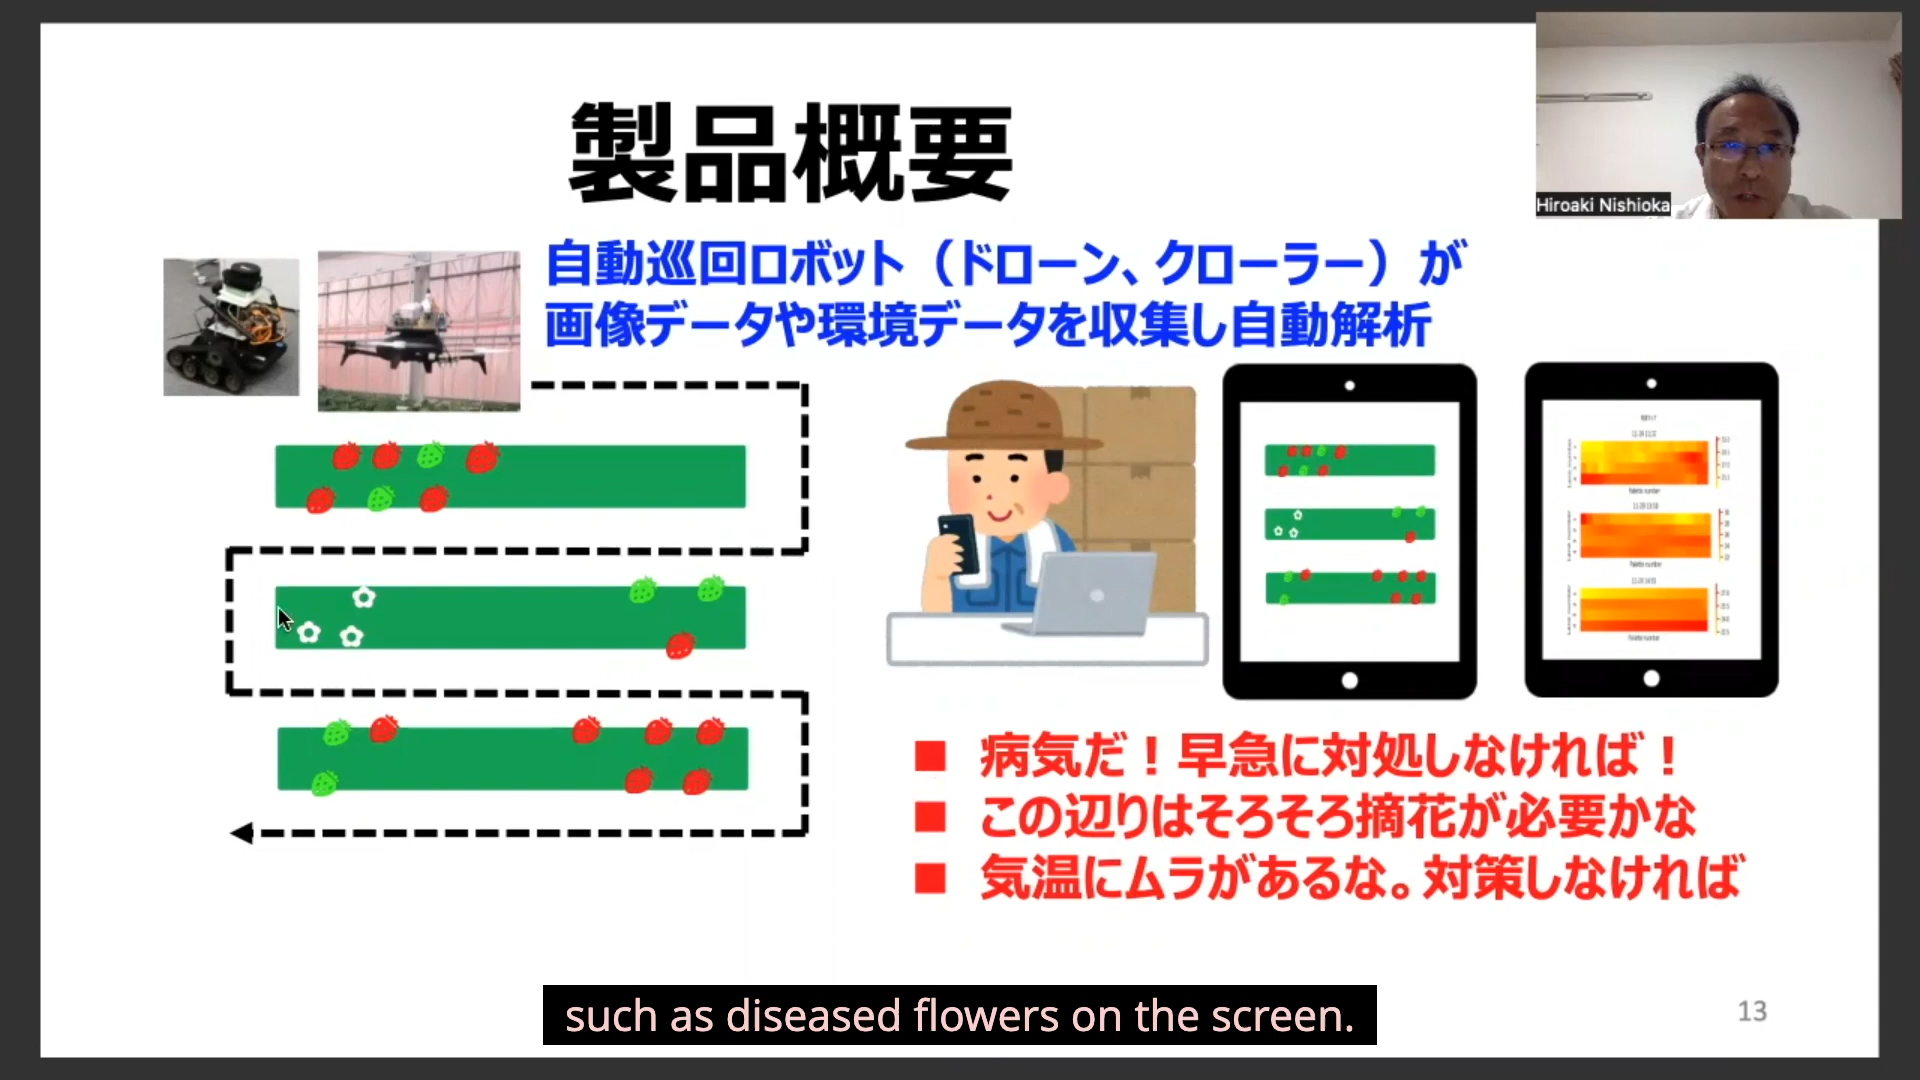 製品概要
Hiroaki Nishioka
自動巡回ロボット（ドローン、クローラー）が
画像データや環境データを収集し自動解析
■ 病気だ！早急に対処しなければ！
■ この辺りはそろそろ摘花が必要かな
■ 気温にムラがあるな。対策しなければ
such as diseased flowers on the screen.
13